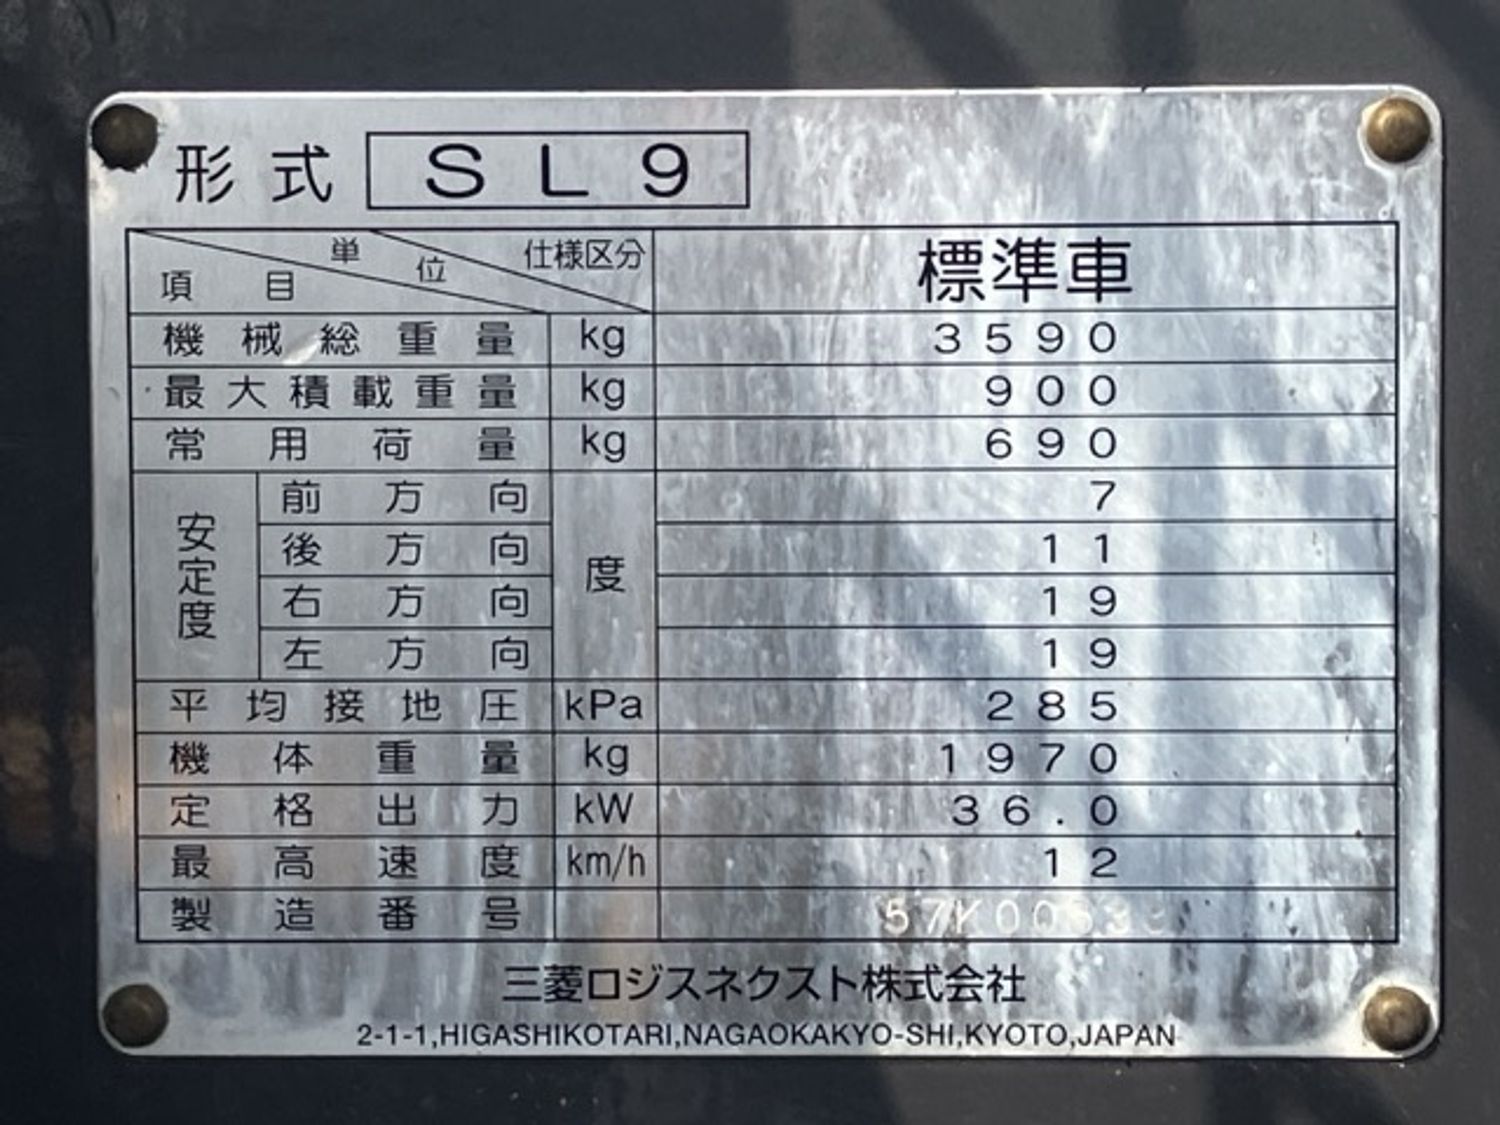 形式 SL9
項目 単位 仕様区分 標準車
機械総重量 kg 3590
最大積載重量 kg 900
常用荷量 kg 690
安定度 前方向 度 7
後方向 11
右方向 19
左方向 19
平均接地圧 kPa 285
機体重量 kg 1970
定格出力 kW 36.0
最高速度 km/h 12
製造番号
三菱ロジスネクスト株式会社
2-1-1,HIGASHIKOTARI,NAGAOKAKYO-SHI,KYOTO,JAPAN